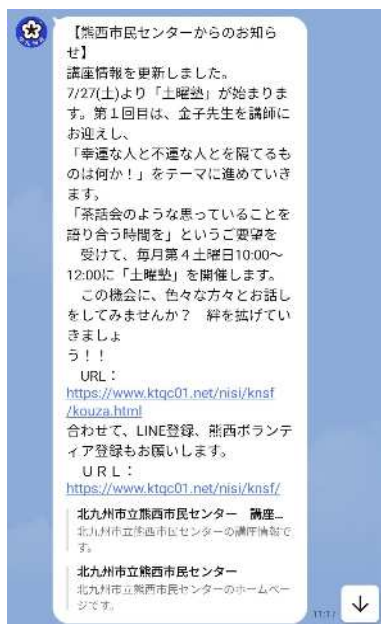 【熊西市民センターからのお知ら
せ】
講座情報を更新しました。
7/27(土)より「土曜塾」が始まりま
す。第1回目は、金子先生を講師に
お迎えし、
「幸運な人と不運な人とを隔てるも
のは何か!」をテーマに進めていき
ます。
「茶話会のような思っていることを
語り合う時間を」というご要望を
　受けて、毎月第4土曜日10:00〜
12:00に「土曜塾」を開催します。
　この機会に、色々な方々とお話し
をしてみませんか?　絆を拡げてい
きましょ
う!!
　URL:
https://www.ktqc01.net/nisi/knsf
/kouza.html
合わせて、LINE登録、熊西ボランテ
ィア登録もお願いします。
　ＵＲＬ:
https://www.ktqc01.net/nisi/knsf/
北九州市立熊西市民センター　講座...
北九州市立熊西市民センターの講座情報で
す。
北九州市立熊西市民センター
北九州市立熊西市民センターのホームペー
ジです。
11:17